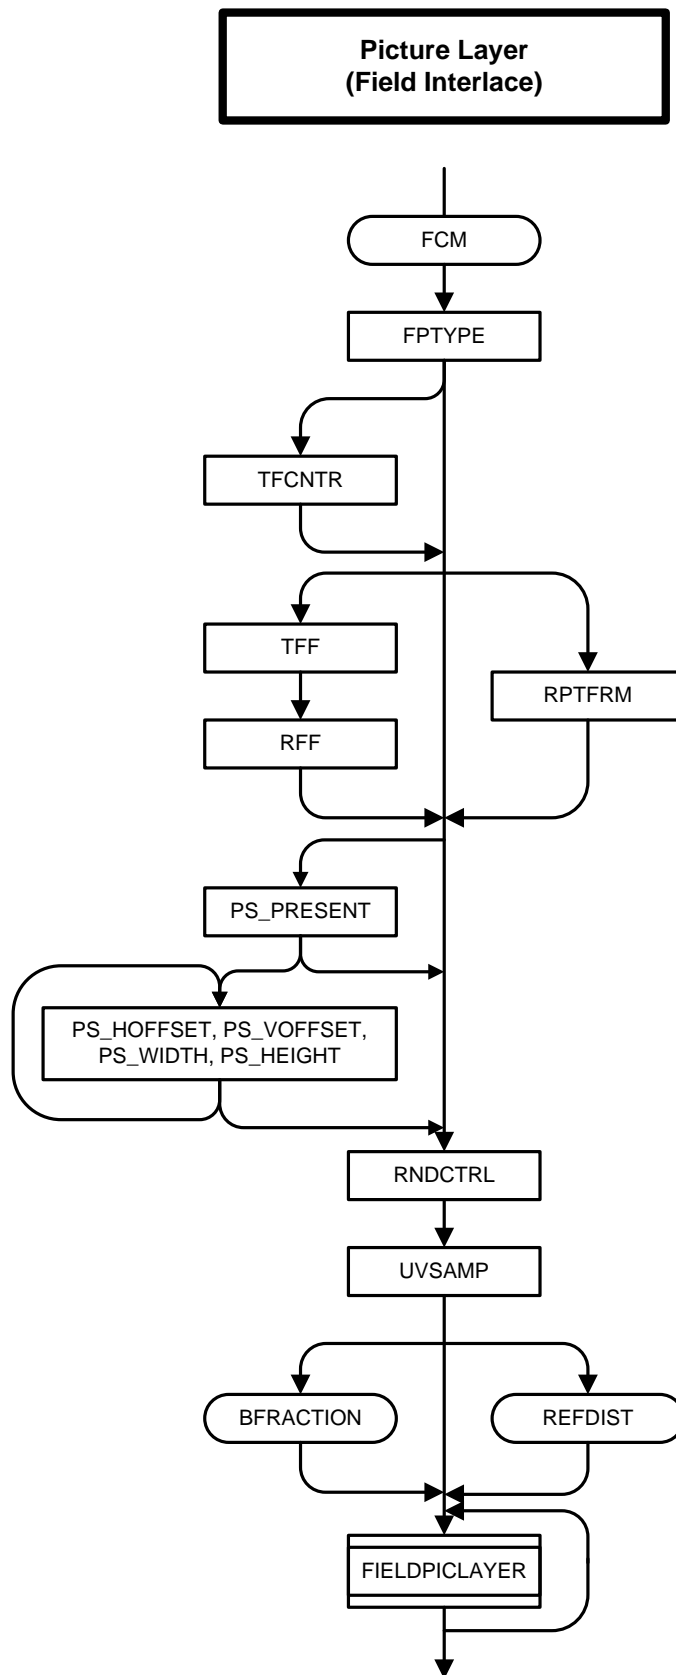 Picture Layer
(Field Interlace)
FCM
FPTYPE
TFCNTR
TFF
RPTFRM
RFF
PS_PRESENT
PS_HOFFSET, PS_VOFFSET,
PS_WIDTH, PS_HEIGHT
RNDCTRL
UVSAMP
BFRACTION
REFDIST
FIELDPICLAYER